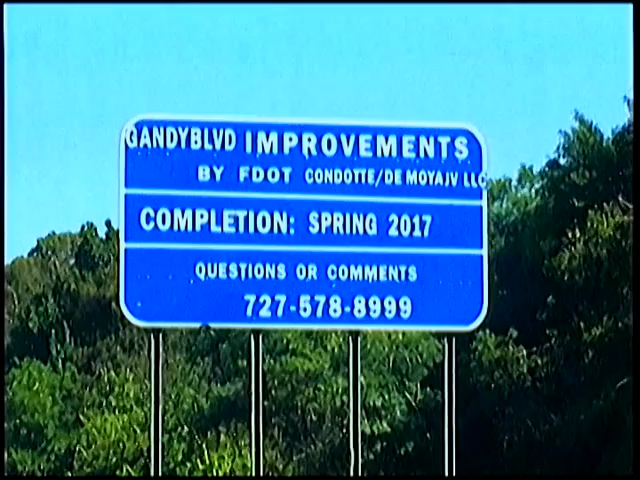 GANDYBLVD IMPROVEMENTS
BY FDOT CONDOTTE/DE MOYAJV LLC
COMPLETION: SPRING 2017
QUESTIONS OR COMMENTS
727-578-8999